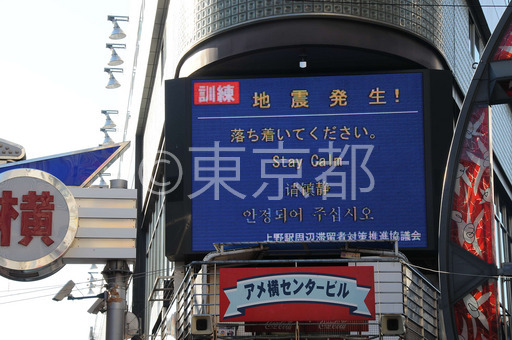 訓練 地震発生!
落ち着いてください。
Stay Calm
请镇静
안정되어 주십시오
上野駅周辺滞留者対策推進協議会
©東京都
横
アメ横センタービル